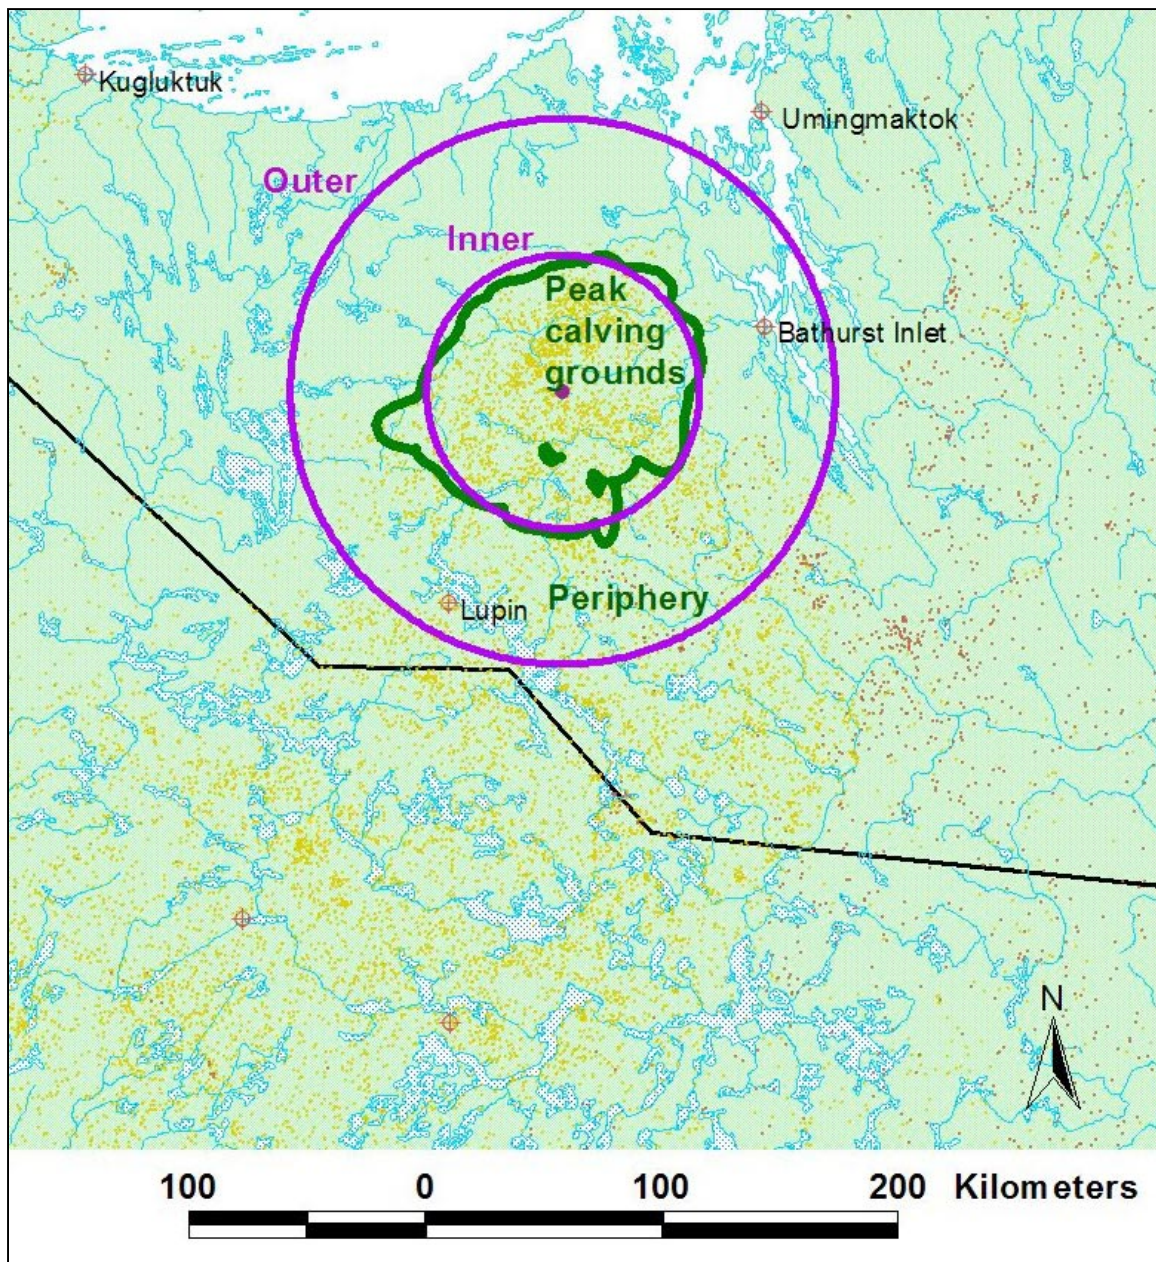 Kugluktuk
Umingmaktok
Outer
Inner
Peak
calving
grounds
Bathurst Inlet
Periphery
Lupin
N
100 0 100 200 Kilometers